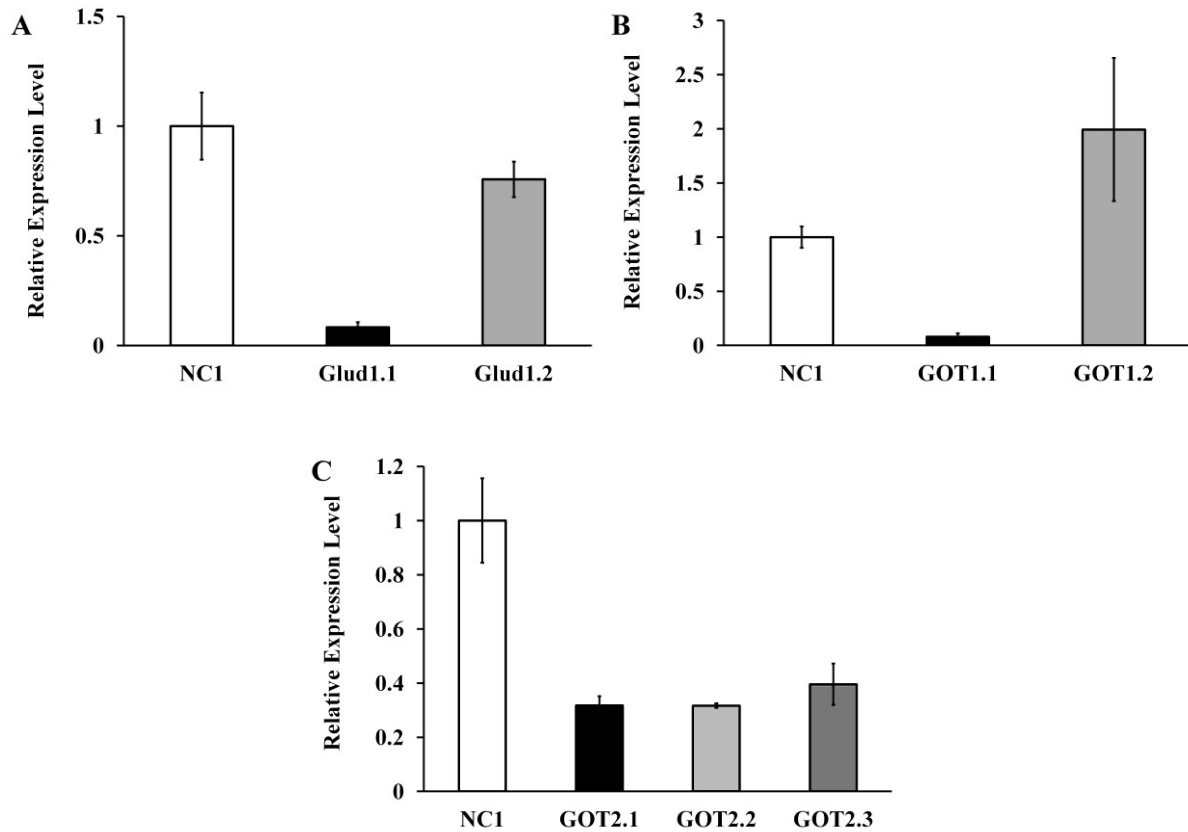 A
Relative Expression Level
1.5
1
0.5
0
NC1 Glud1.1 Glud1.2
B
Relative Expression Level
3
2.5
2
1.5
1
0.5
0
NC1 GOT1.1 GOT1.2
C
Relative Expression Level
1.2
1
0.8
0.6
0.4
0.2
0
NC1 GOT2.1 GOT2.2 GOT2.3